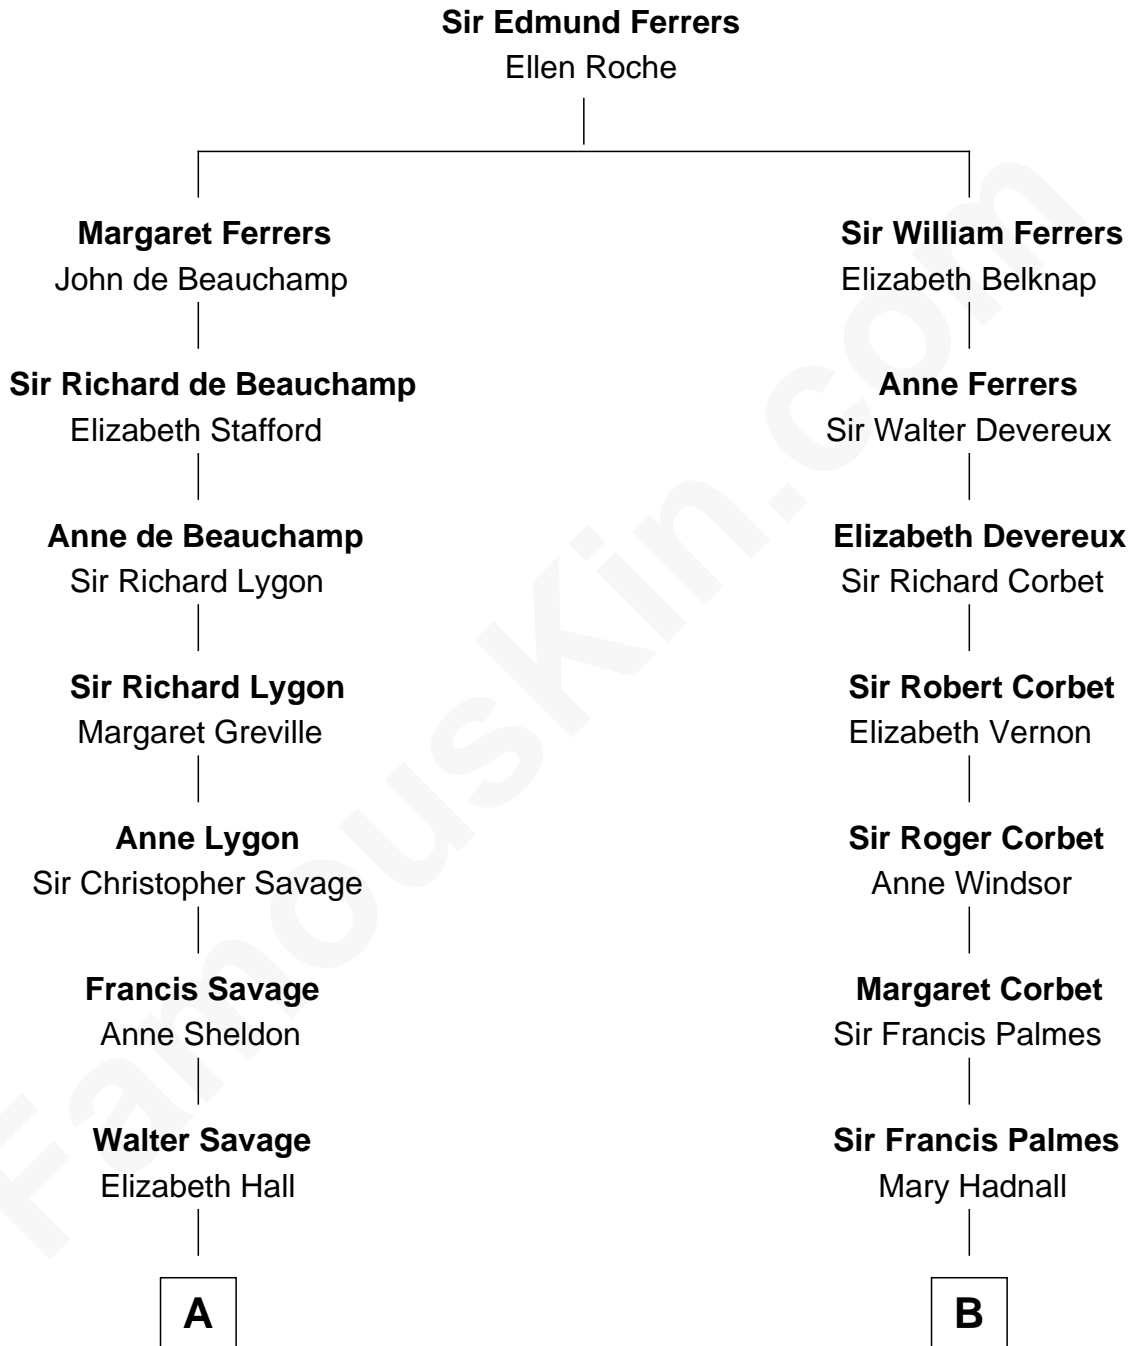 Sir Edmund Ferrers
Ellen Roche
Margaret Ferrers
John de Beauchamp
Sir William Ferrers
Elizabeth Belknap
Sir Richard de Beauchamp
Elizabeth Stafford
Anne Ferrers
Sir Walter Devereux
Anne de Beauchamp
Sir Richard Lygon
Elizabeth Devereux
Sir Richard Corbet
Sir Richard Lygon
Margaret Greville
Sir Robert Corbet
Elizabeth Vernon
Anne Lygon
Sir Christopher Savage
Sir Roger Corbet
Anne Windsor
Francis Savage
Anne Sheldon
Margaret Corbet
Sir Francis Palmes
Walter Savage
Elizabeth Hall
Sir Francis Palmes
Mary Hadnall
A
B
FamousKin.com